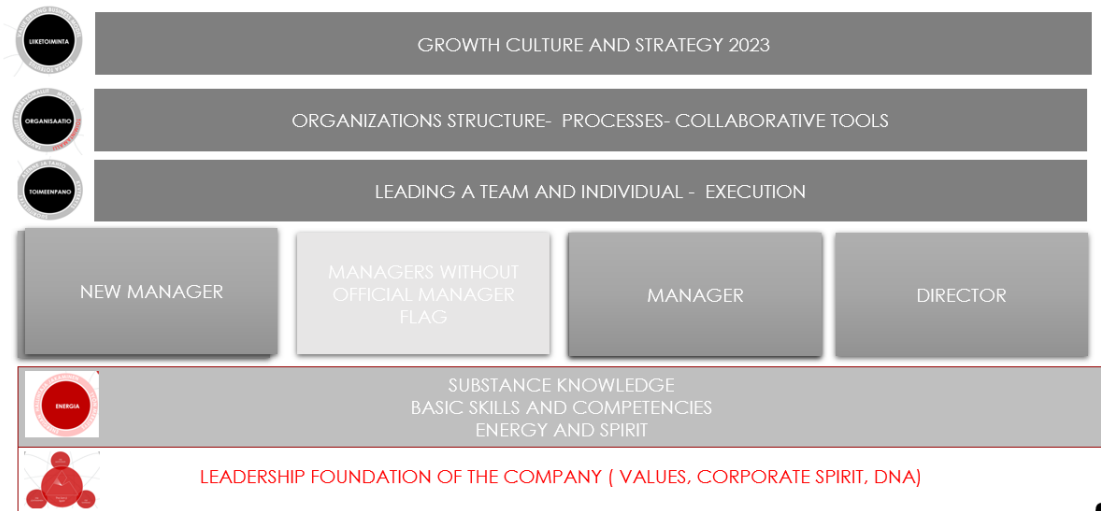 LIIKETOIMINTA
GROWTH CULTURE AND STRATEGY 2023
ORGANISAATIO
ORGANIZATIONS STRUCTURE- PROCESSES- COLLABORATIVE TOOLS
TOIMEENPANO
LEADING A TEAM AND INDIVIDUAL - EXECUTION
NEW MANAGER
MANAGERS WITHOUT
OFFICIAL MANAGER
FLAG
MANAGER
DIRECTOR
ENERGIA
SUBSTANCE KNOWLEDGE
BASIC SKILLS AND COMPETENCIES
ENERGY AND SPIRIT
LEADERSHIP FOUNDATION OF THE COMPANY ( VALUES, CORPORATE SPIRIT, DNA)